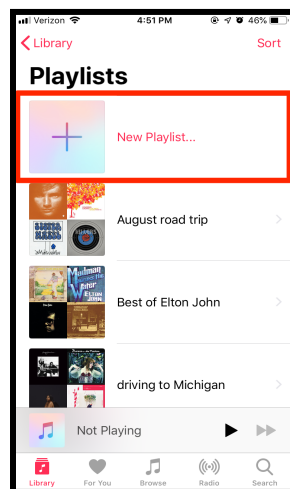 Verizon 4:51 PM 46%
Library Sort
Playlists
New Playlist...
August road trip
Best of Elton John
driving to Michigan
Not Playing
Library For You Browse Radio Search